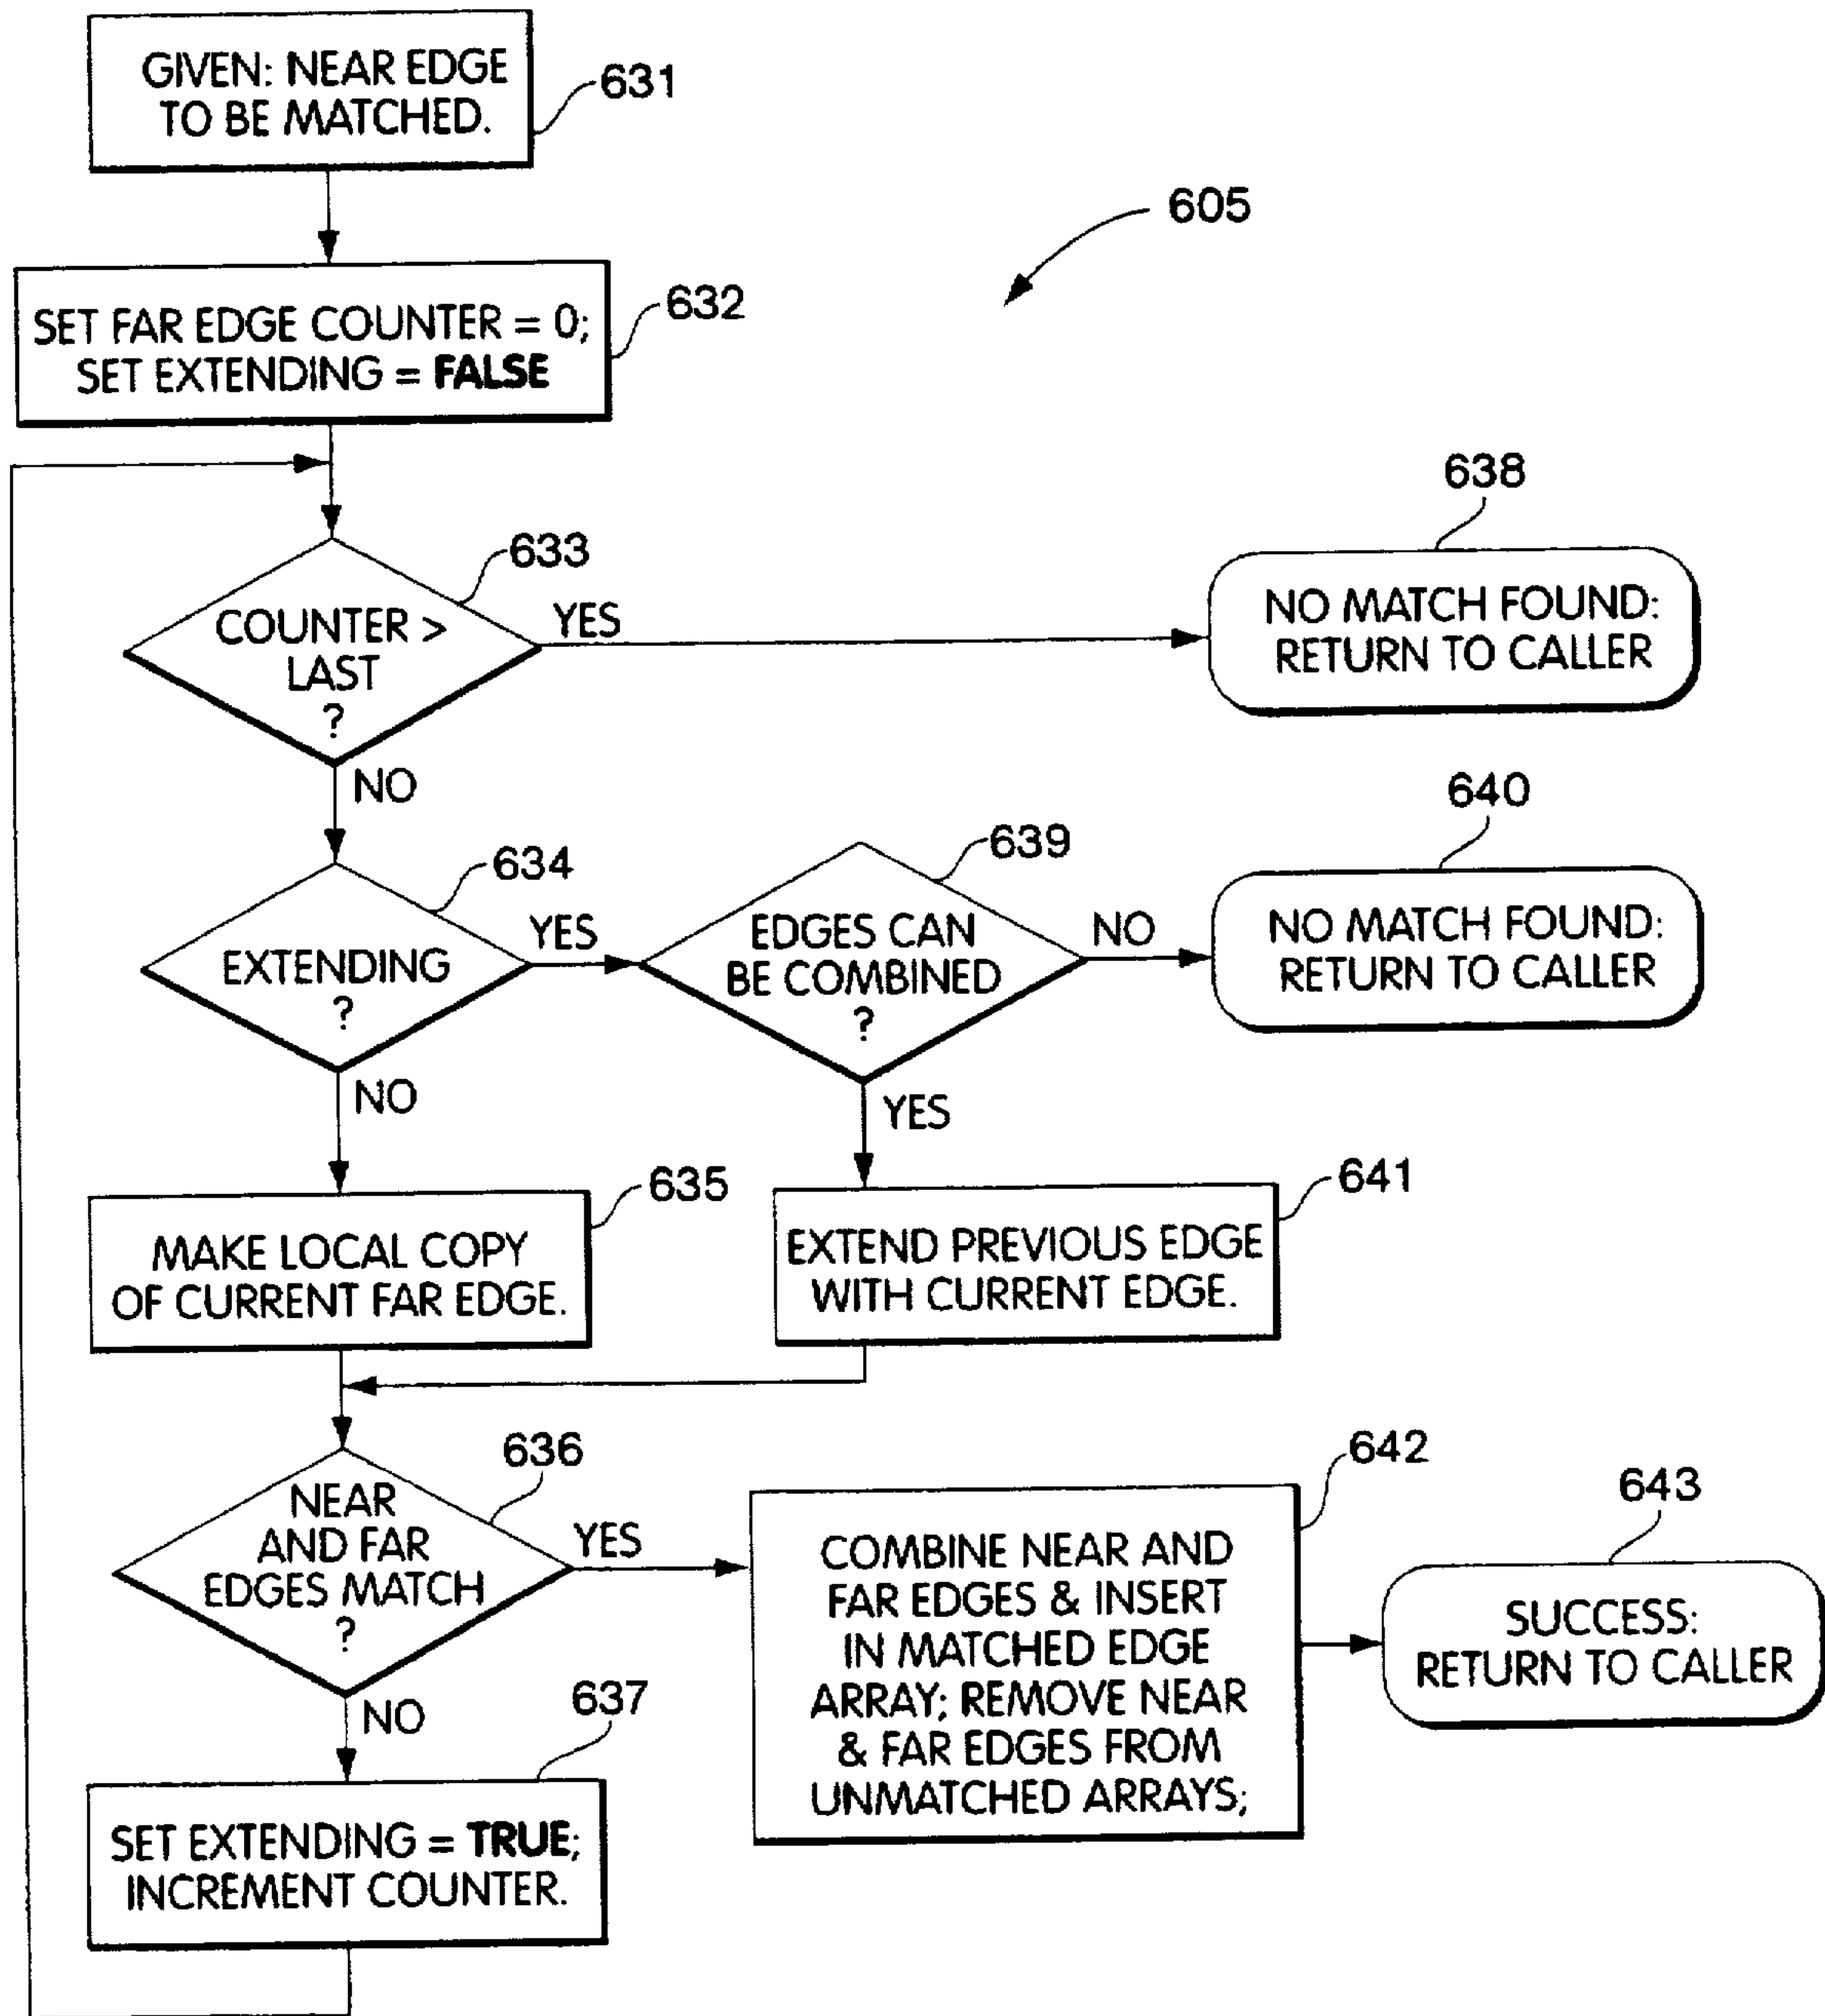 GIVEN: NEAR EDGE
TO BE MATCHED.
631
605
SET FAR EDGE COUNTER = 0;
SET EXTENDING = FALSE
632
633
COUNTER >
LAST
?
YES
NO
638
NO MATCH FOUND:
RETURN TO CALLER
634
EXTENDING
?
YES
NO
639
EDGES CAN
BE COMBINED
?
NO
YES
640
NO MATCH FOUND:
RETURN TO CALLER
635
MAKE LOCAL COPY
OF CURRENT FAR EDGE.
641
EXTEND PREVIOUS EDGE
WITH CURRENT EDGE.
636
NEAR
AND FAR
EDGES MATCH
?
YES
NO
642
COMBINE NEAR AND
FAR EDGES & INSERT
IN MATCHED EDGE
ARRAY; REMOVE NEAR
& FAR EDGES FROM
UNMATCHED ARRAYS;
643
SUCCESS:
RETURN TO CALLER
637
SET EXTENDING = TRUE;
INCREMENT COUNTER.